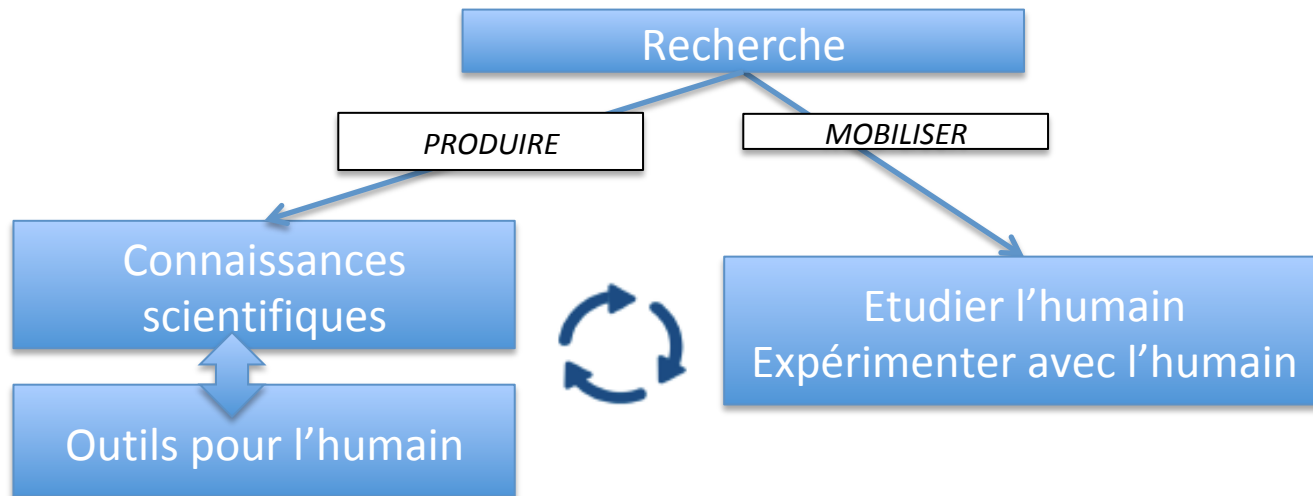 Recherche
PRODUIRE
MOBILISER
Connaissances
scientifiques
Etudier l’humain
Expérimenter avec l’humain
Outils pour l’humain